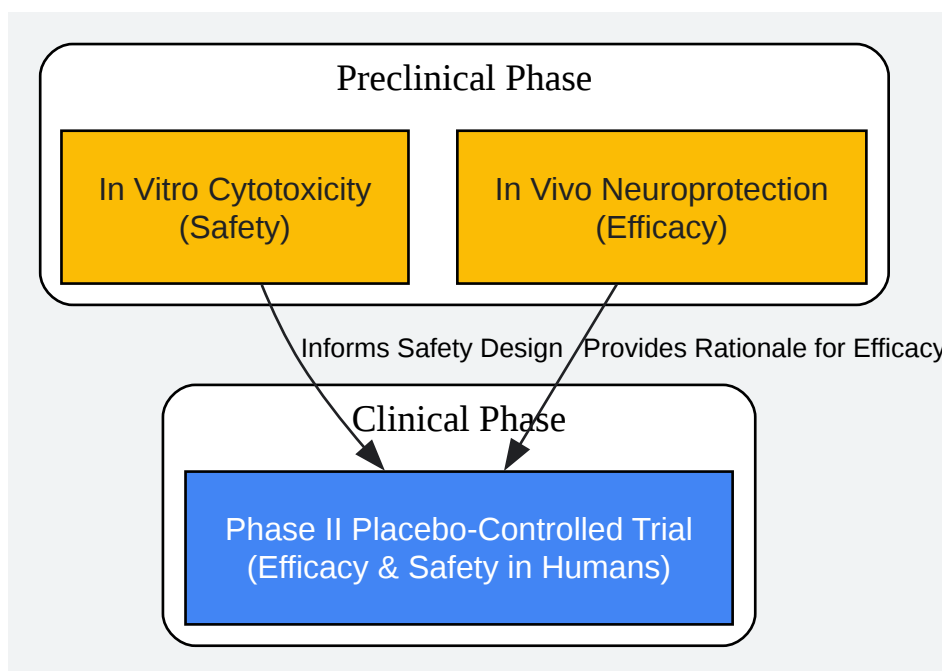 Preclinical Phase
In Vitro Cytotoxicity
(Safety)
In Vivo Neuroprotection
(Efficacy)
Informs Safety Design
Provides Rationale for Efficacy
Clinical Phase
Phase II Placebo-Controlled Trial
(Efficacy & Safety in Humans)